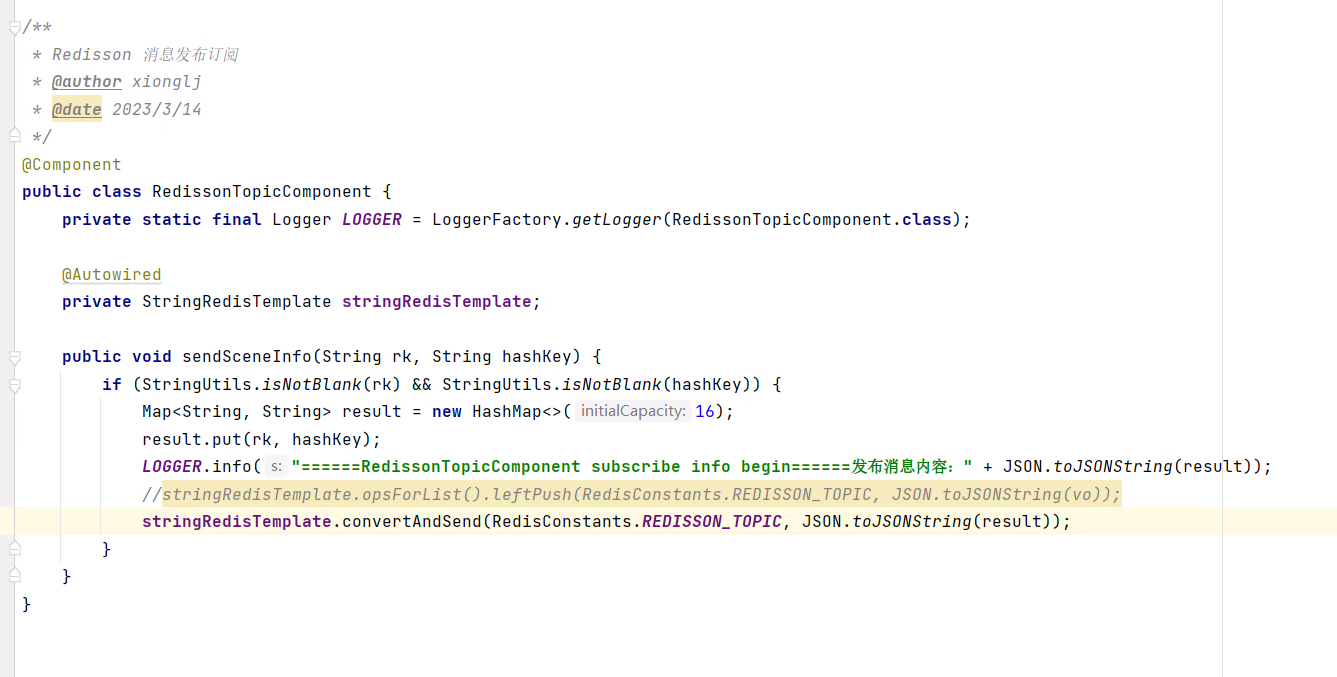 /**
 * Redisson 消息发布订阅
 * @author xionglj
 * @date 2023/3/14
 */
@Component
public class RedissonTopicComponent {
    private static final Logger LOGGER = LoggerFactory.getLogger(RedissonTopicComponent.class);
    @Autowired
    private StringRedisTemplate stringRedisTemplate;
    public void sendSceneInfo(String rk, String hashKey) {
        if (StringUtils.isNotBlank(rk) && StringUtils.isNotBlank(hashKey)) {
            Map<String, String> result = new HashMap<>( initialCapacity: 16);
            result.put(rk, hashKey);
            LOGGER.info( s: "======RedissonTopicComponent subscribe info begin======发布消息内容：" + JSON.toJSONString(result));
            //stringRedisTemplate.opsForList().leftPush(RedisConstants.REDISSON_TOPIC, JSON.toJSONString(vo));
            stringRedisTemplate.convertAndSend(RedisConstants.REDISSON_TOPIC, JSON.toJSONString(result));
        }
    }
}